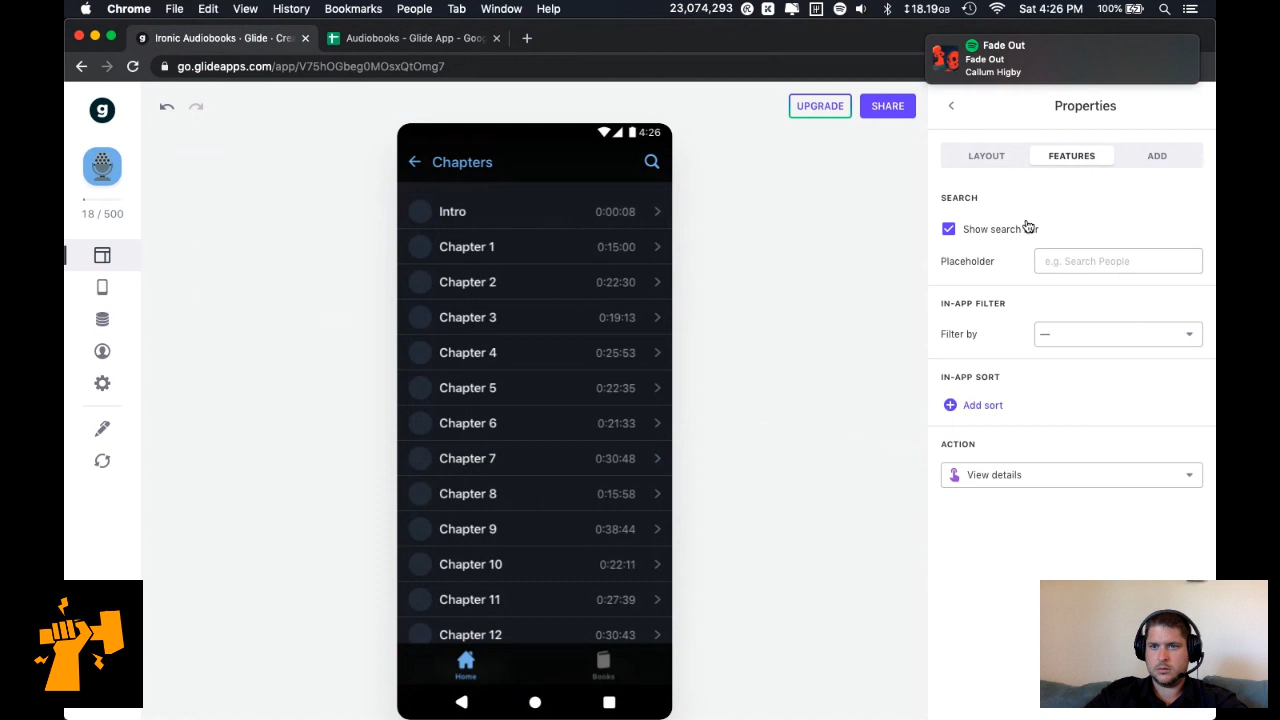 Chrome File Edit View History Bookmarks People Tab Window Help 23,074,293 18.19GB Sat 4:26 PM 100%
Ironic Audiobooks · Glide · Cre
Audiobooks - Glide App - Goo
go.glideapps.com/app/V75hOGbeg0MOsxQtOmg7
Fade Out
Fade Out
Callum Higby
g
18 / 500
UPGRADE
SHARE
4:26
Chapters
Intro 0:00:08
Chapter 1 0:15:00
Chapter 2 0:22:30
Chapter 3 0:19:13
Chapter 4 0:25:53
Chapter 5 0:22:35
Chapter 6 0:21:33
Chapter 7 0:30:48
Chapter 8 0:15:58
Chapter 9 0:38:44
Chapter 10 0:22:11
Chapter 11 0:27:39
Chapter 12 0:30:43
Home
Books
Properties
LAYOUT FEATURES ADD
SEARCH
Show search
Placeholder e.g. Search People
IN-APP FILTER
Filter by —
IN-APP SORT
Add sort
ACTION
View details